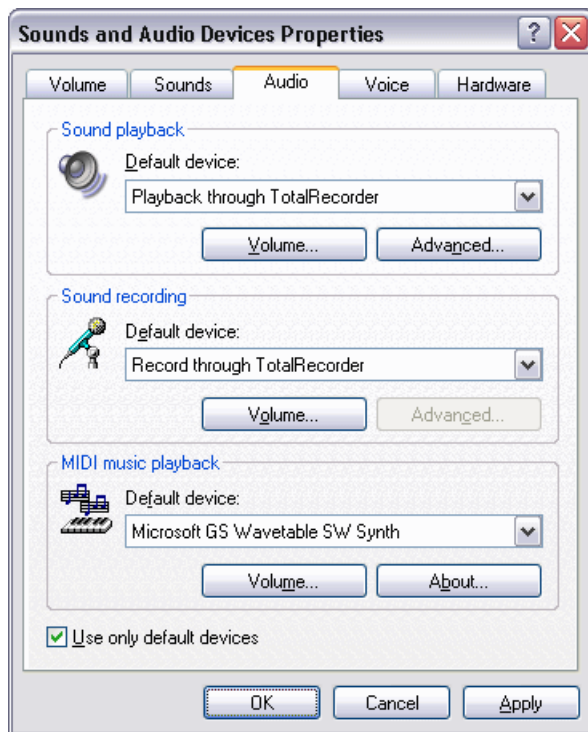 Sounds and Audio Devices Properties
Volume Sounds Audio Voice Hardware
Sound playback
Default device:
Playback through TotalRecorder
Volume... Advanced...
Sound recording
Default device:
Record through TotalRecorder
Volume... Advanced...
MIDI music playback
Default device:
Microsoft GS Wavetable SW Synth
Volume... About...
Use only default devices
OK Cancel Apply